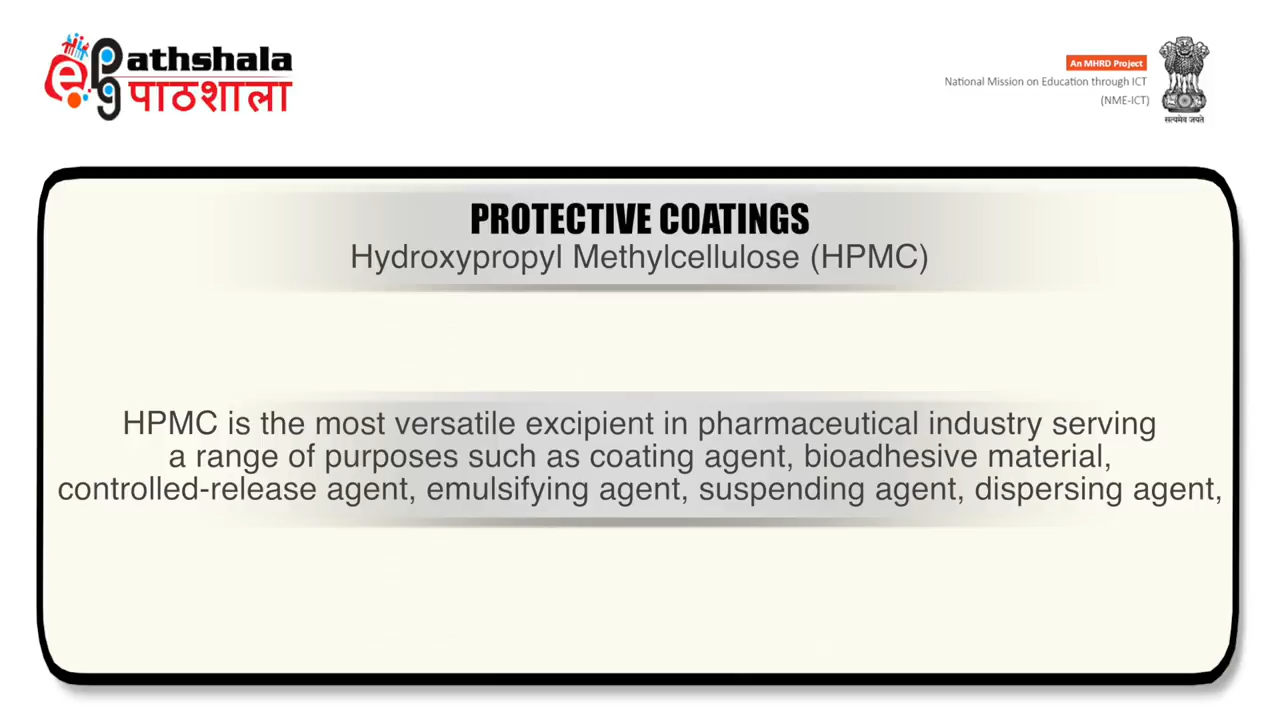 e
pg
athshala
पाठशाला
An MHRD Project
National Mission on Education through ICT
(NME-ICT)
सत्यमेव जयते
PROTECTIVE COATINGS
Hydroxypropyl Methylcellulose (HPMC)
HPMC is the most versatile excipient in pharmaceutical industry serving
a range of purposes such as coating agent, bioadhesive material,
controlled-release agent, emulsifying agent, suspending agent, dispersing agent,